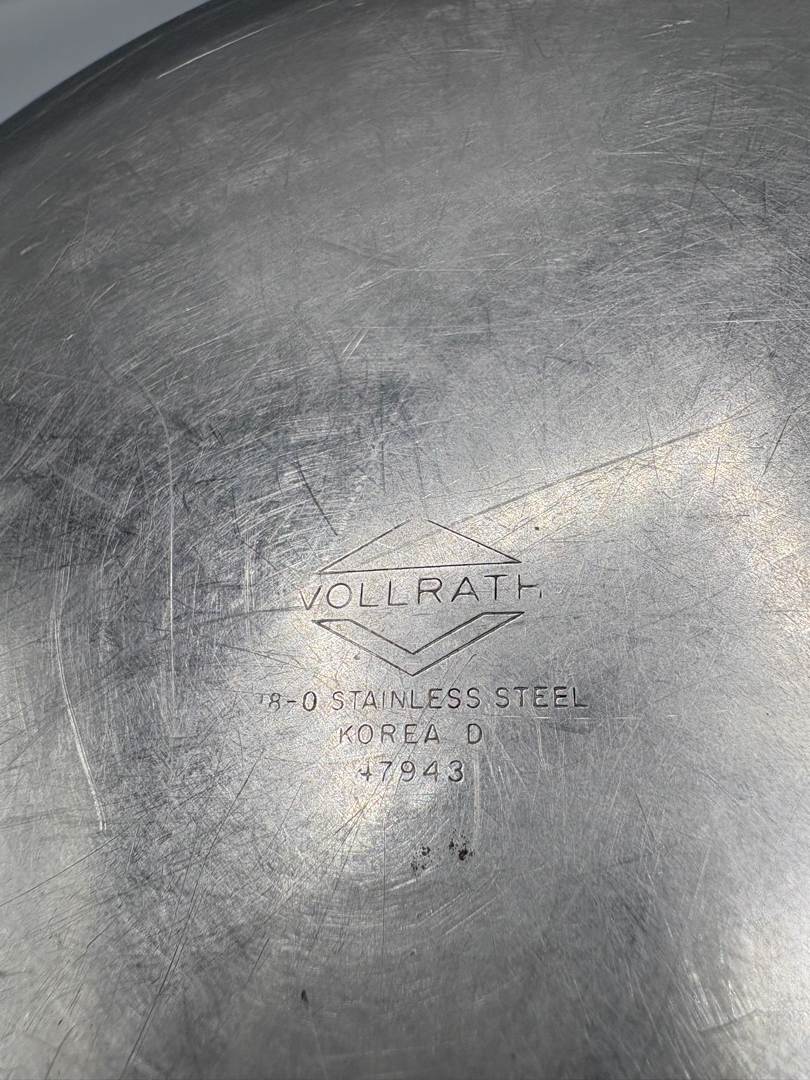 VOLLRATH
18-0 STAINLESS STEEL
KOREA D
47943